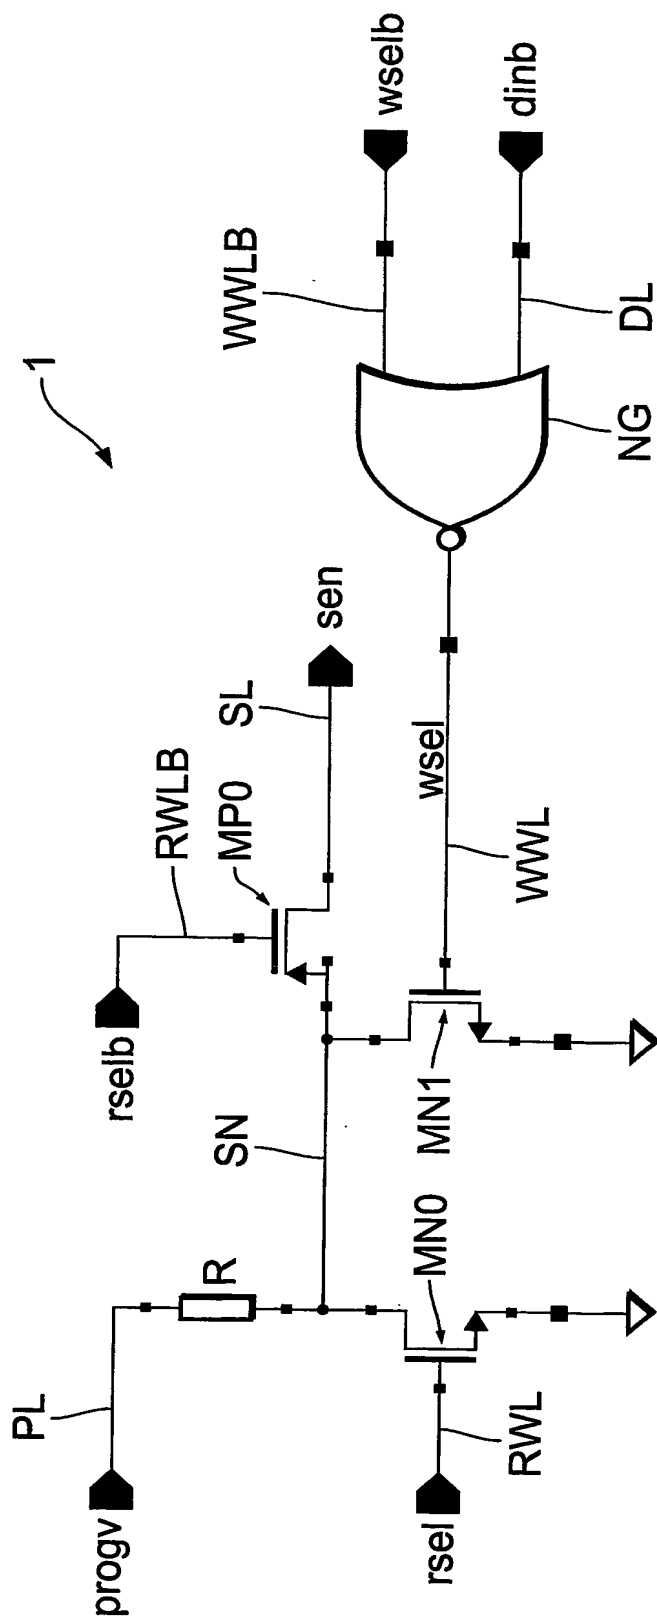 1
progv
PL
R
SN
rselb
RWLB
MP0
SL
sen
rsel
RWL
MN0
MN1
WWL
wsel
NG
WWLB
wselb
DL
dinb